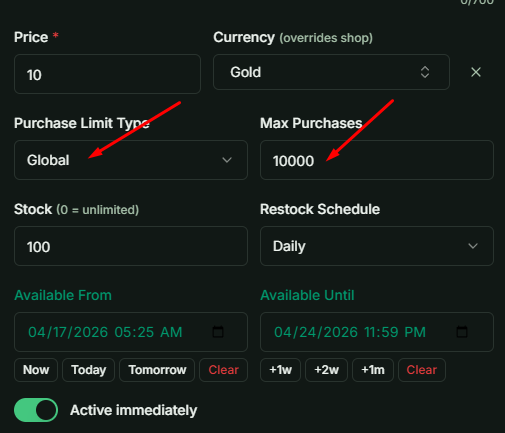 0/700
Price *
Currency (overrides shop)
10
Gold
Purchase Limit Type
Max Purchases
Global
10000
Stock (0 = unlimited)
Restock Schedule
100
Daily
Available From
Available Until
04/17/2026 05:25 AM
04/24/2026 11:59 PM
Now Today Tomorrow Clear
+1w +2w +1m Clear
Active immediately